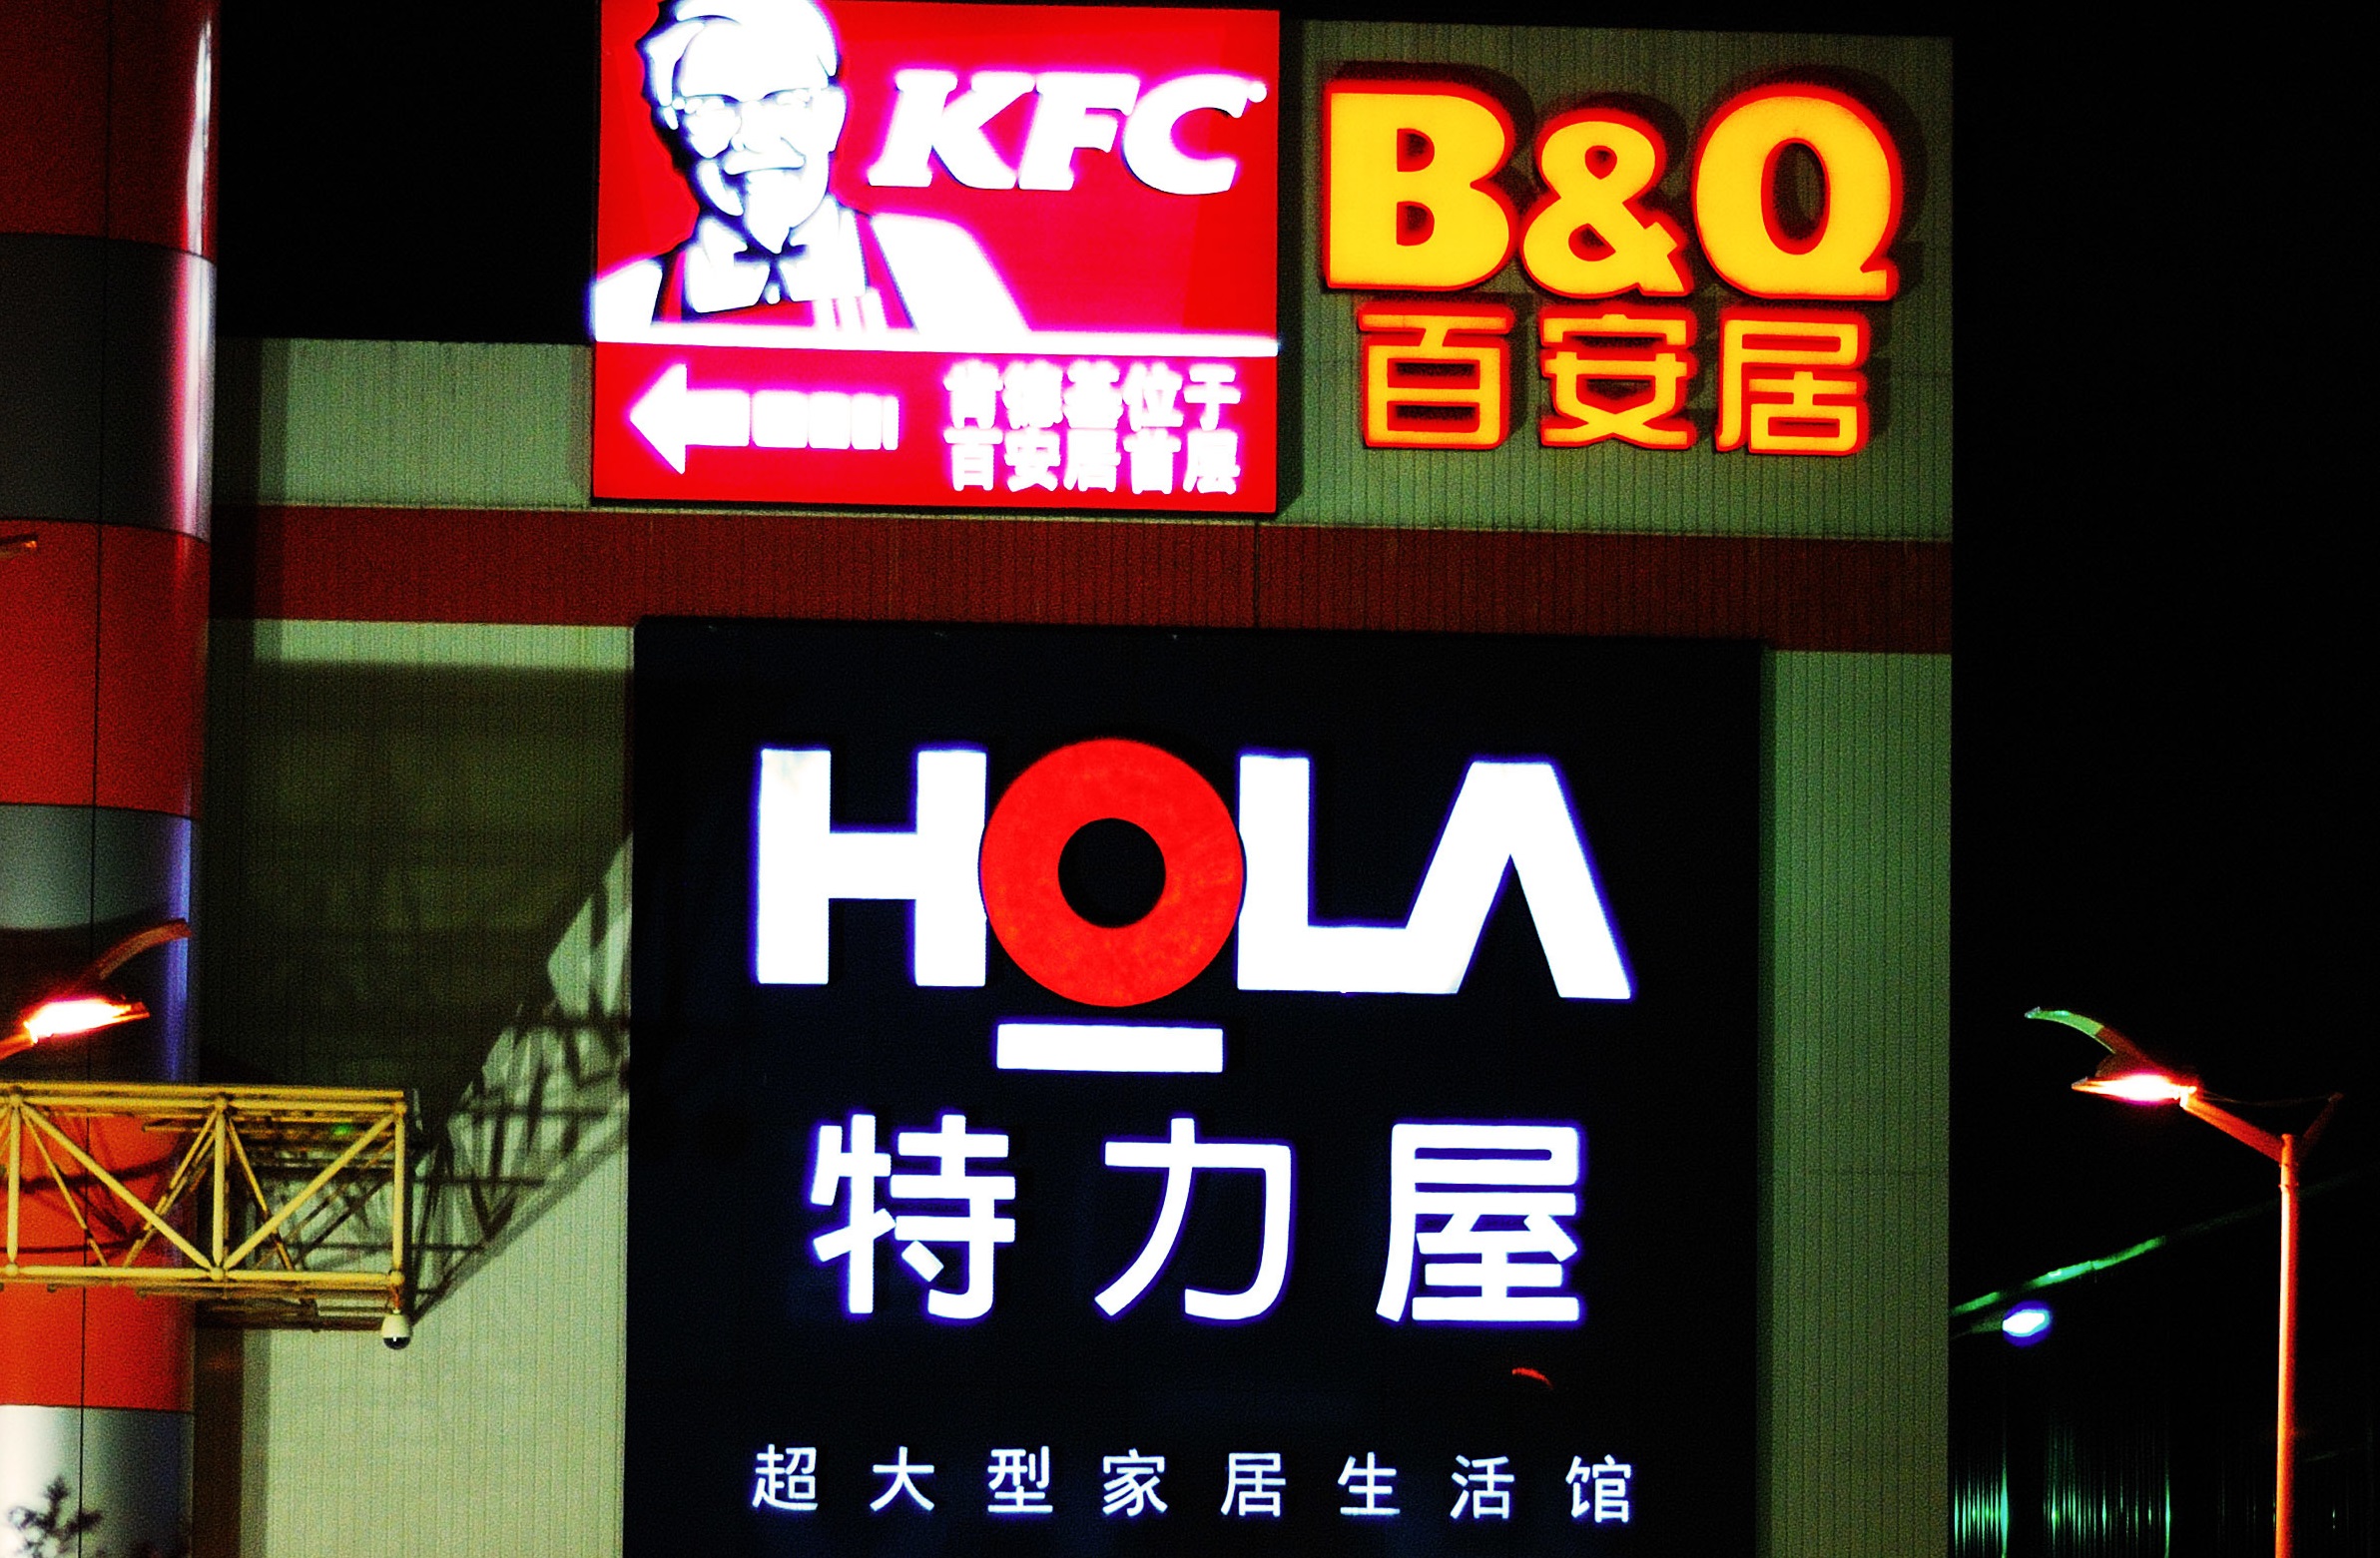 KFC
肯德基位于
百安居首层
B&Q
百安居
HOLA
特力屋
超大型家居生活馆